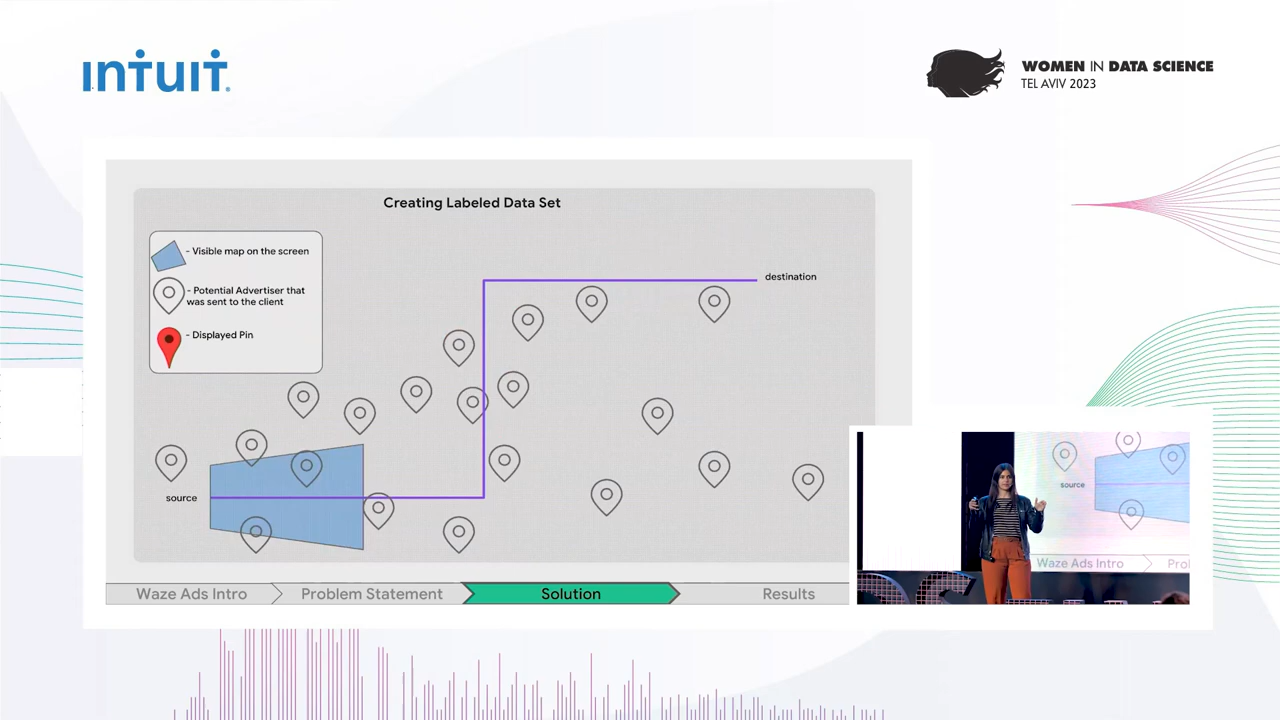 ıntuıt.
WOMEN IN DATA SCIENCE
TEL AVIV 2023
Creating Labeled Data Set
- Visible map on the screen
- Potential Advertiser that
was sent to the client
- Displayed Pin
destination
source
Waze Ads Intro
Problem Statement
Solution
Results
source
Waze Ads Intro
Prol